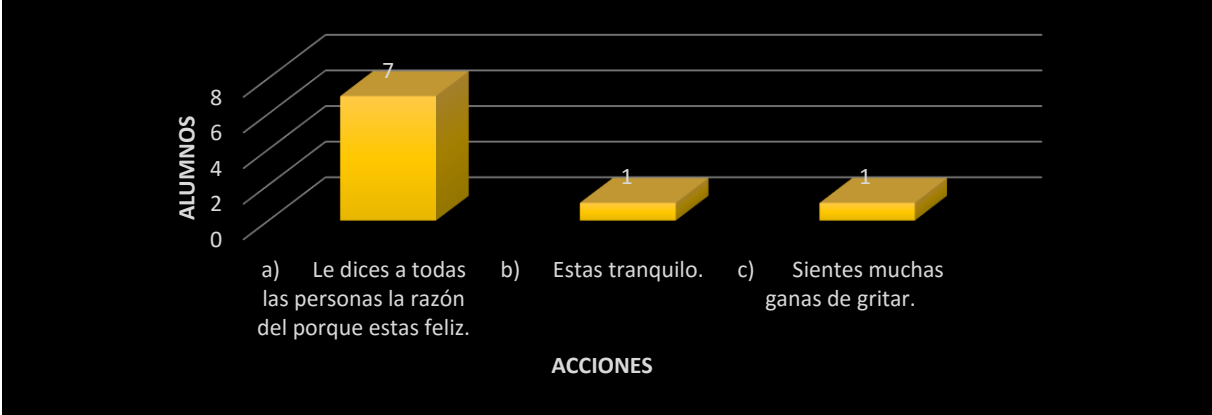 7
1
1
8
6
4
2
0
ALUMNOS
a) Le dices a todas
las personas la razón
del porque estas feliz.
b) Estas tranquilo.
c) Sientes muchas
ganas de gritar.
ACCIONES